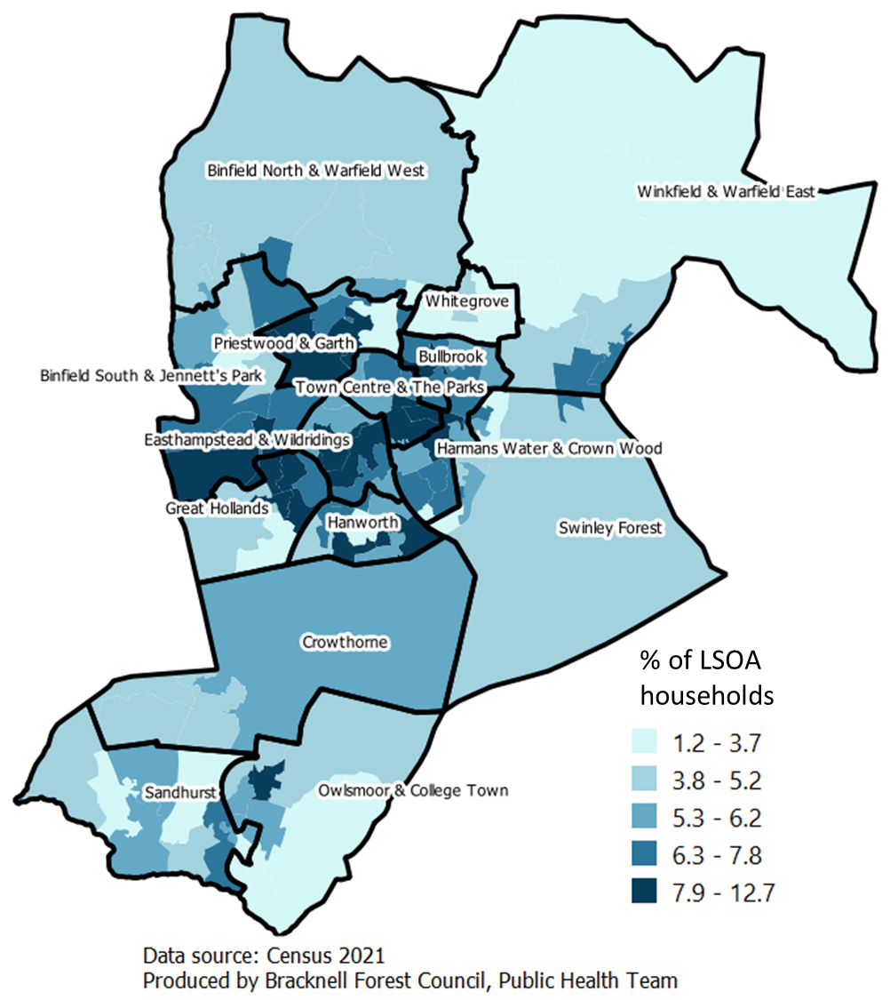 Binfield North & Warfield West
Winkfield & Warfield East
Whitegrove
Priestwood & Garth
Bullbrook
Binfield South & Jennett's Park
Town Centre & The Parks
Easthampstead & Wildridings
Harmans Water & Crown Wood
Great Hollands
Hanworth
Swinley Forest
Crowthorne
% of LSOA
households
1.2 - 3.7
3.8 - 5.2
Sandhurst
Owlsmoor & College Town
5.3 - 6.2
6.3 - 7.8
7.9 - 12.7
Data source: Census 2021
Produced by Bracknell Forest Council, Public Health Team